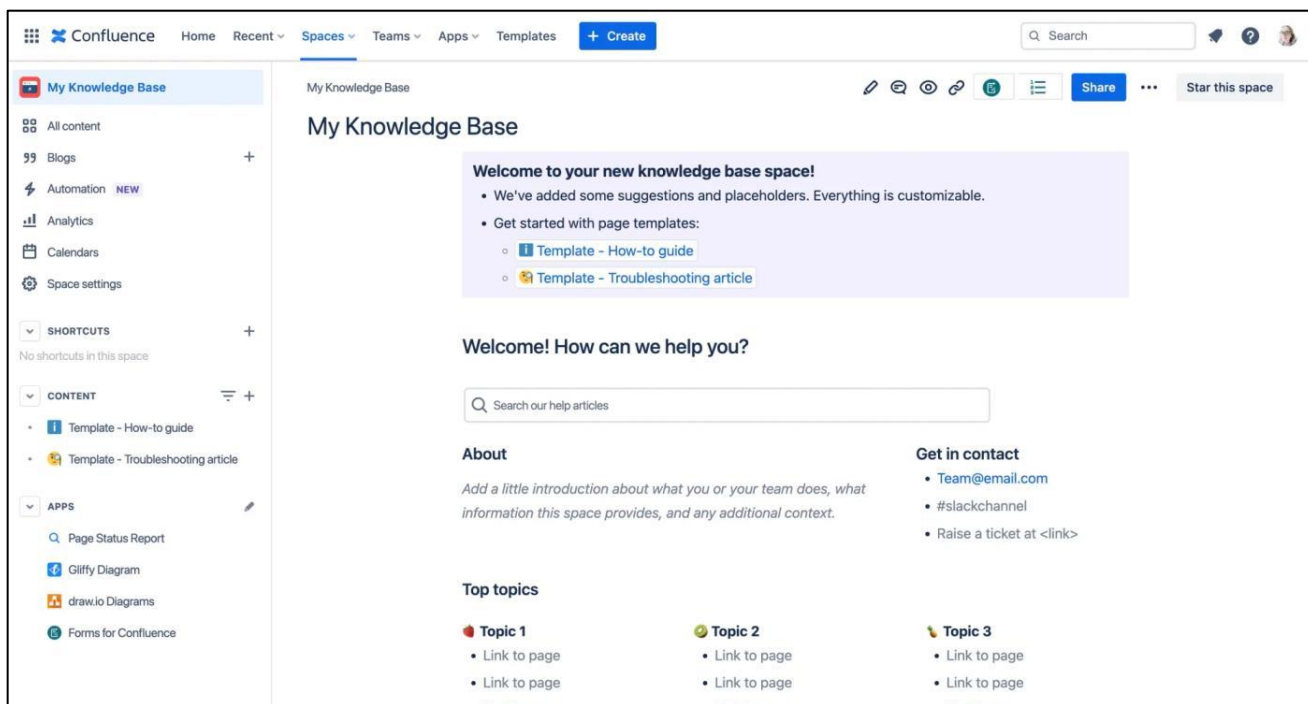 Confluence Home Recent Spaces Teams Apps Templates + Create Search
My Knowledge Base
All content
99 Blogs +
Automation NEW
Analytics
Calendars
Space settings
SHORTCUTS +
No shortcuts in this space
CONTENT +
Template - How-to guide
Template - Troubleshooting article
APPS
Page Status Report
Gliffy Diagram
draw.io Diagrams
Forms for Confluence
My Knowledge Base Share ••• Star this space
My Knowledge Base
Welcome to your new knowledge base space!
• We've added some suggestions and placeholders. Everything is customizable.
• Get started with page templates:
Template - How-to guide
Template - Troubleshooting article
Welcome! How can we help you?
Search our help articles
About
Add a little introduction about what you or your team does, what
information this space provides, and any additional context.
Get in contact
• Team@email.com
• #slackchannel
• Raise a ticket at <link>
Top topics
Topic 1
• Link to page
• Link to page
Topic 2
• Link to page
• Link to page
Topic 3
• Link to page
• Link to page